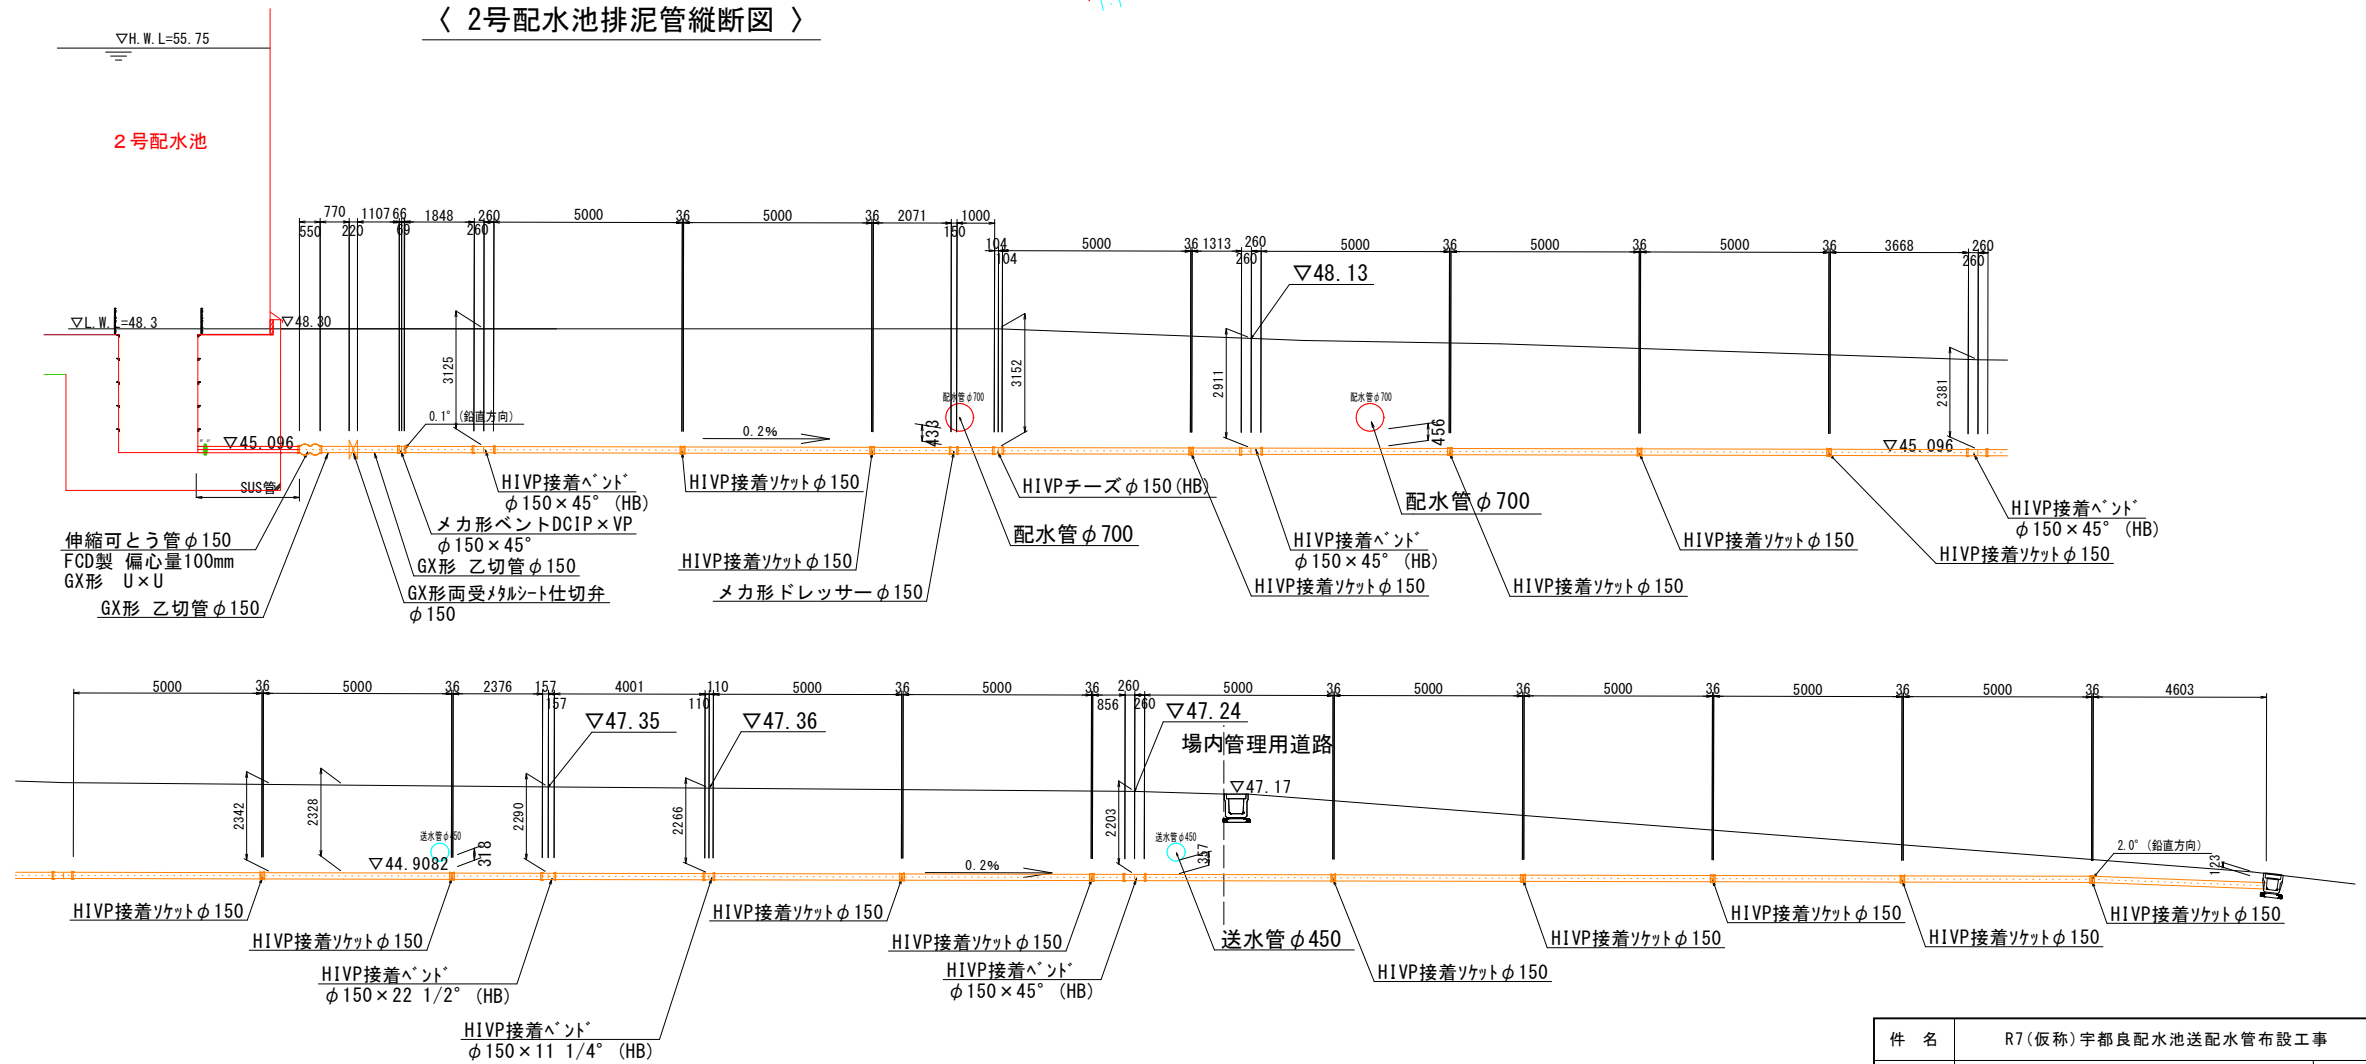 〈 2号配水池排泥管縦断図 〉
▽H.W.L=55.75
２号配水池
770 1107 66 1848 260 5000 36 5000 36 2071 1000
550 220 69 260 150
104 5000 36 1313 260 5000 36 5000 36 5000 36 3668 260
104 260 260
▽48.13
▽L.W.L=48.3
▽48.30
3125
3152
2911
2381
配水管φ700
配水管φ700
0.1°(鉛直方向)
433
456
0.2%
▽45.096
▽45.096
SUS管
HIVP接着ﾍﾞﾝﾄﾞ
φ150×45° (HB)
HIVP接着ｿｹｯﾄφ150
HIVPチーズφ150(HB)
配水管φ700
HIVP接着ﾍﾞﾝﾄﾞ
φ150×45° (HB)
メカ形ベントDCIP×VP
φ150×45°
配水管φ700
伸縮可とう管φ150
FCD製 偏心量100mm
GX形 U×U
HIVP接着ﾍﾞﾝﾄﾞ
φ150×45° (HB)
HIVP接着ｿｹｯﾄφ150
HIVP接着ｿｹｯﾄφ150
GX形 乙切管φ150
HIVP接着ｿｹｯﾄφ150
GX形両受ﾒﾀﾙｼｰﾄ仕切弁
φ150
メカ形ドレッサーφ150
HIVP接着ｿｹｯﾄφ150
HIVP接着ｿｹｯﾄφ150
GX形 乙切管φ150
5000 36 5000 36 2376 157 4001 110 5000 36 5000 36 260 5000 36 5000 36 5000 36 5000 36 5000 36 4603
157 110 856 260
▽47.35
▽47.36
▽47.24
場内管理用道路
▽47.17
2342
2328
2290
2266
2203
送水管φ450
318
送水管φ450
357
2.0°(鉛直方向)
123
▽44.9082
0.2%
HIVP接着ｿｹｯﾄφ150
HIVP接着ｿｹｯﾄφ150
HIVP接着ｿｹｯﾄφ150
HIVP接着ｿｹｯﾄφ150
HIVP接着ｿｹｯﾄφ150
HIVP接着ｿｹｯﾄφ150
送水管φ450
HIVP接着ｿｹｯﾄφ150
HIVP接着ｿｹｯﾄφ150
HIVP接着ﾍﾞﾝﾄﾞ
φ150×22 1/2° (HB)
HIVP接着ﾍﾞﾝﾄﾞ
φ150×45° (HB)
HIVP接着ｿｹｯﾄφ150
HIVP接着ﾍﾞﾝﾄﾞ
φ150×11 1/4° (HB)
件 名 R7(仮称)宇都良配水池送配水管布設工事